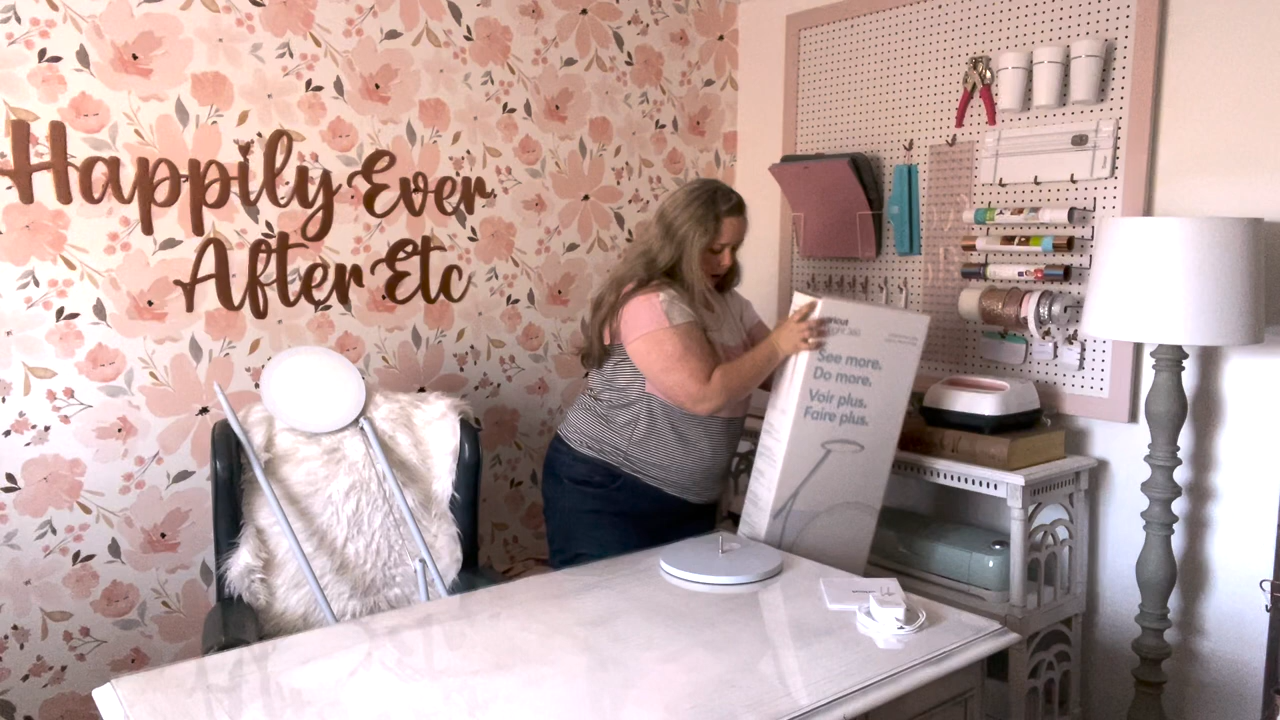 Happily Ever
After Etc
See more.
Do more.
Voir plus.
Faire plus.